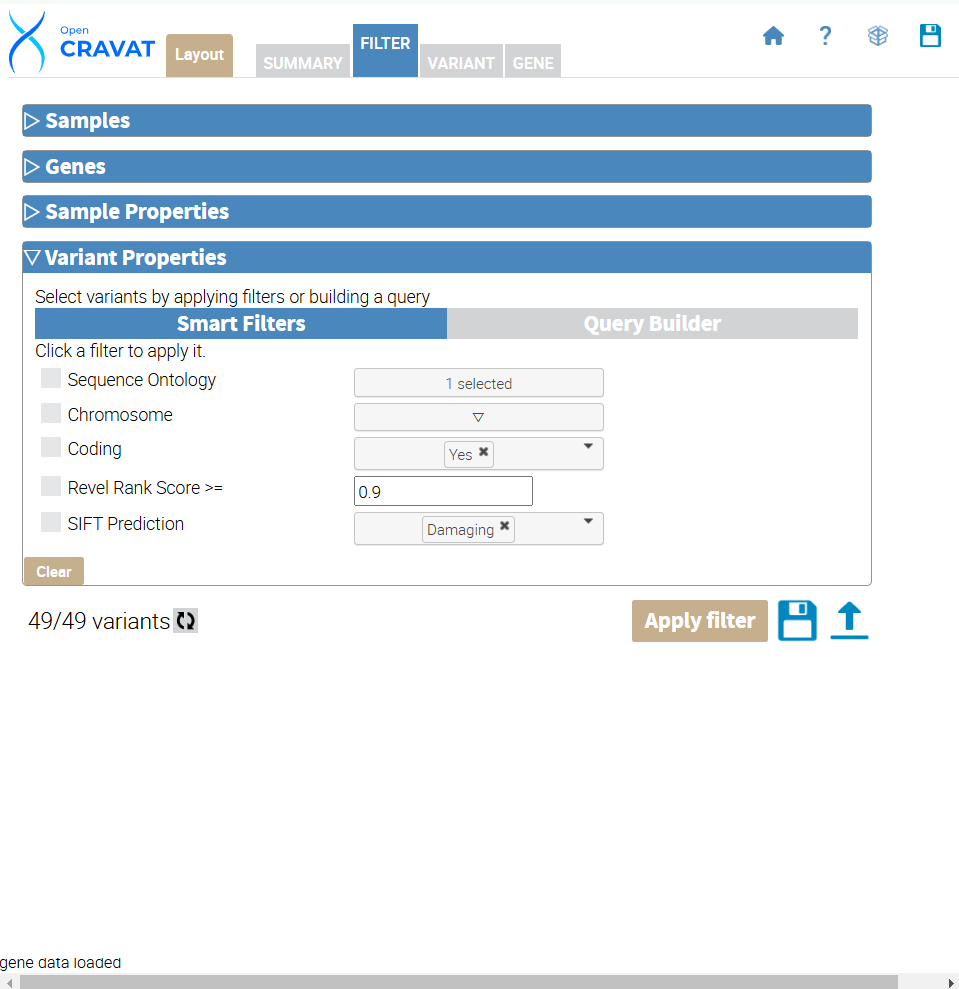 Open
CRAVAT
Layout
SUMMARY
FILTER
VARIANT
GENE
?
Samples
Genes
Sample Properties
Variant Properties
Select variants by applying filters or building a query
Smart Filters
Query Builder
Click a filter to apply it.
Sequence Ontology
1 selected
Chromosome
Coding
Yes
Revel Rank Score >=
0.9
SIFT Prediction
Damaging
Clear
49/49 variants
Apply filter
gene data loaded